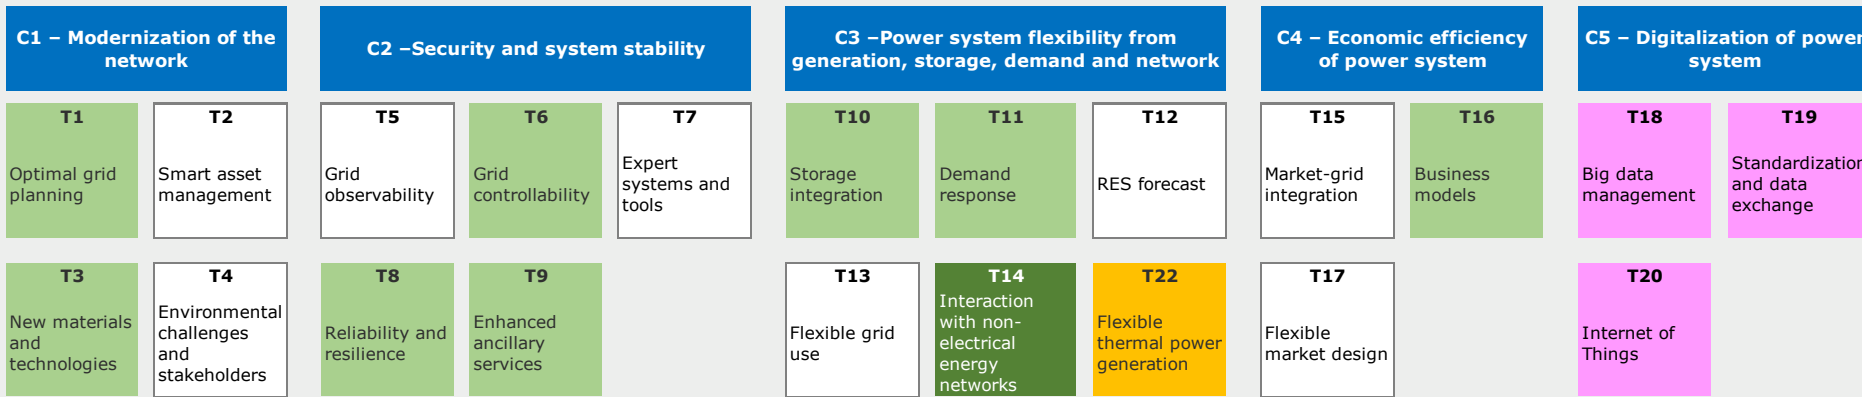 C1 – Modernization of the
network
C2 –Security and system stability
C3 –Power system flexibility from
generation, storage, demand and network
C4 – Economic efficiency
of power system
C5 – Digitalization of power
system
T1
Optimal grid
planning
T2
Smart asset
management
T5
Grid
observability
T6
Grid
controllability
T7
Expert
systems and
tools
T10
Storage
integration
T11
Demand
response
T12
RES forecast
T15
Market-grid
integration
T16
Business
models
T18
Big data
management
T19
Standardization
and data
exchange
T3
New materials
and
technologies
T4
Environmental
challenges
and
stakeholders
T8
Reliability and
resilience
T9
Enhanced
ancillary
services
T13
Flexible grid
use
T14
Interaction
with non-
electrical
energy
networks
T22
Flexible
thermal power
generation
T17
Flexible
market design
T20
Internet of
Things